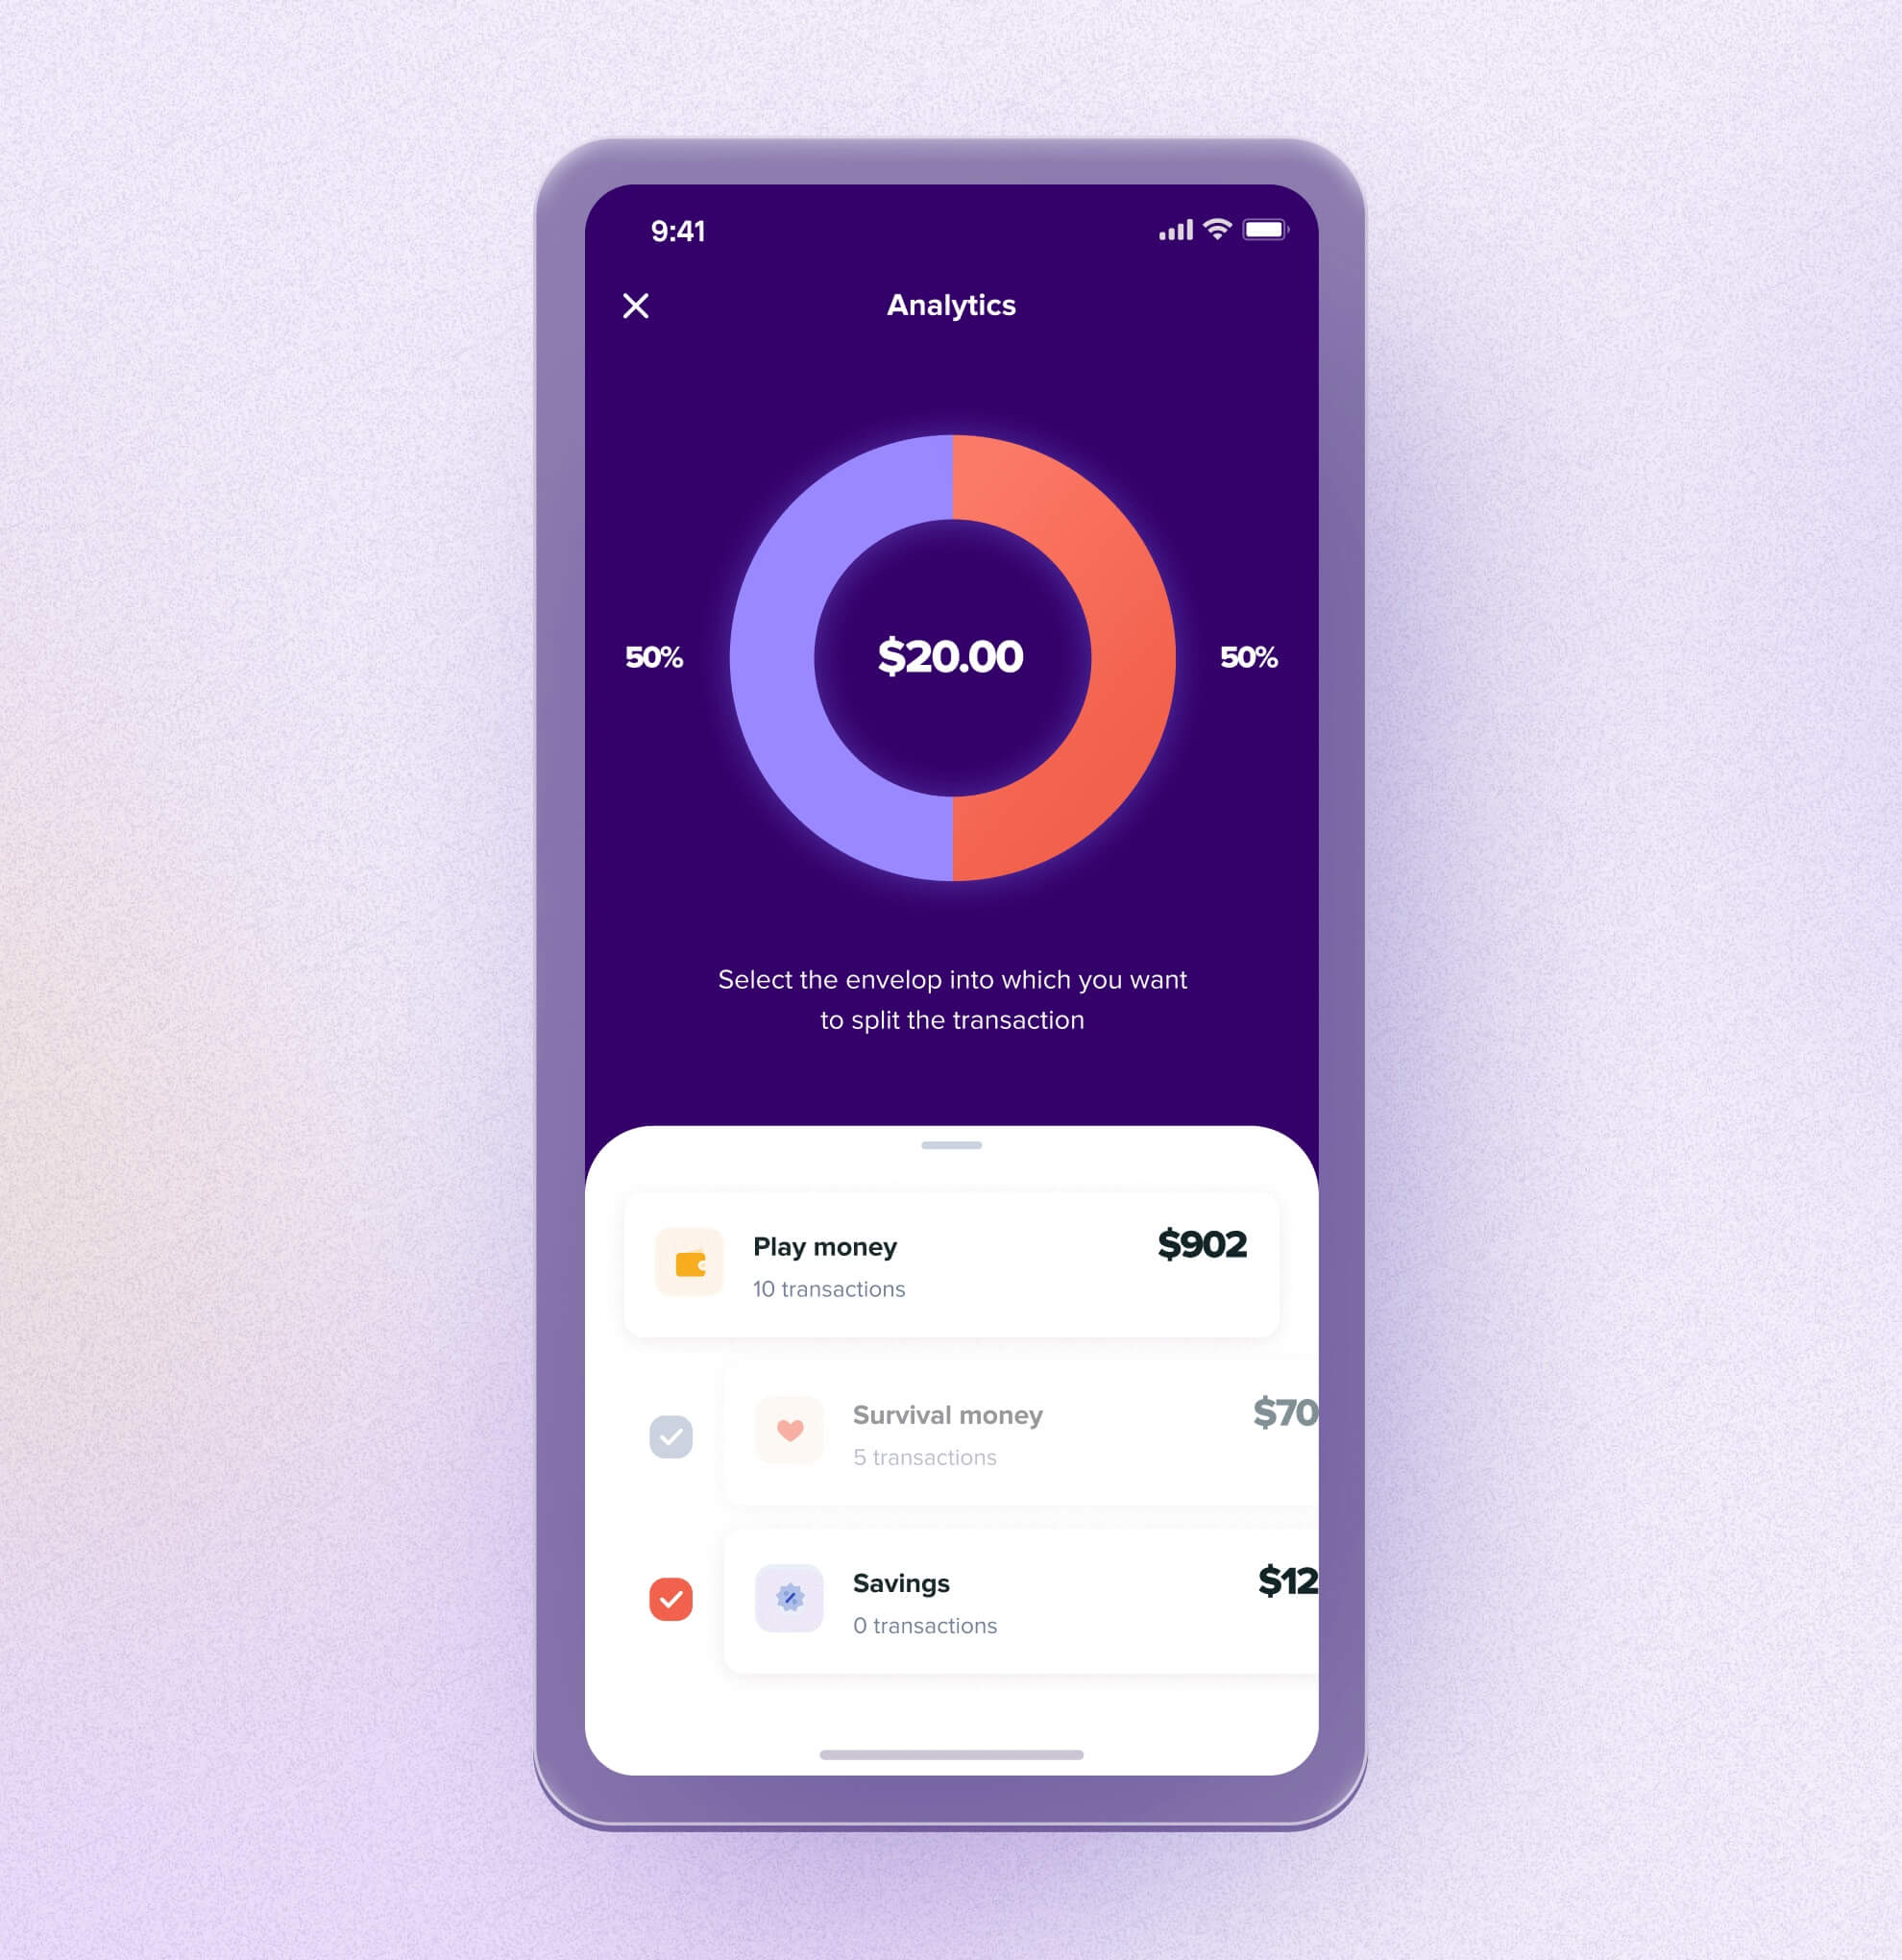 9:41
Analytics
50%
$20.00
50%
Select the envelop into which you want
to split the transaction
Play money
$902
10 transactions
Survival money
$70
5 transactions
Savings
$12
0 transactions